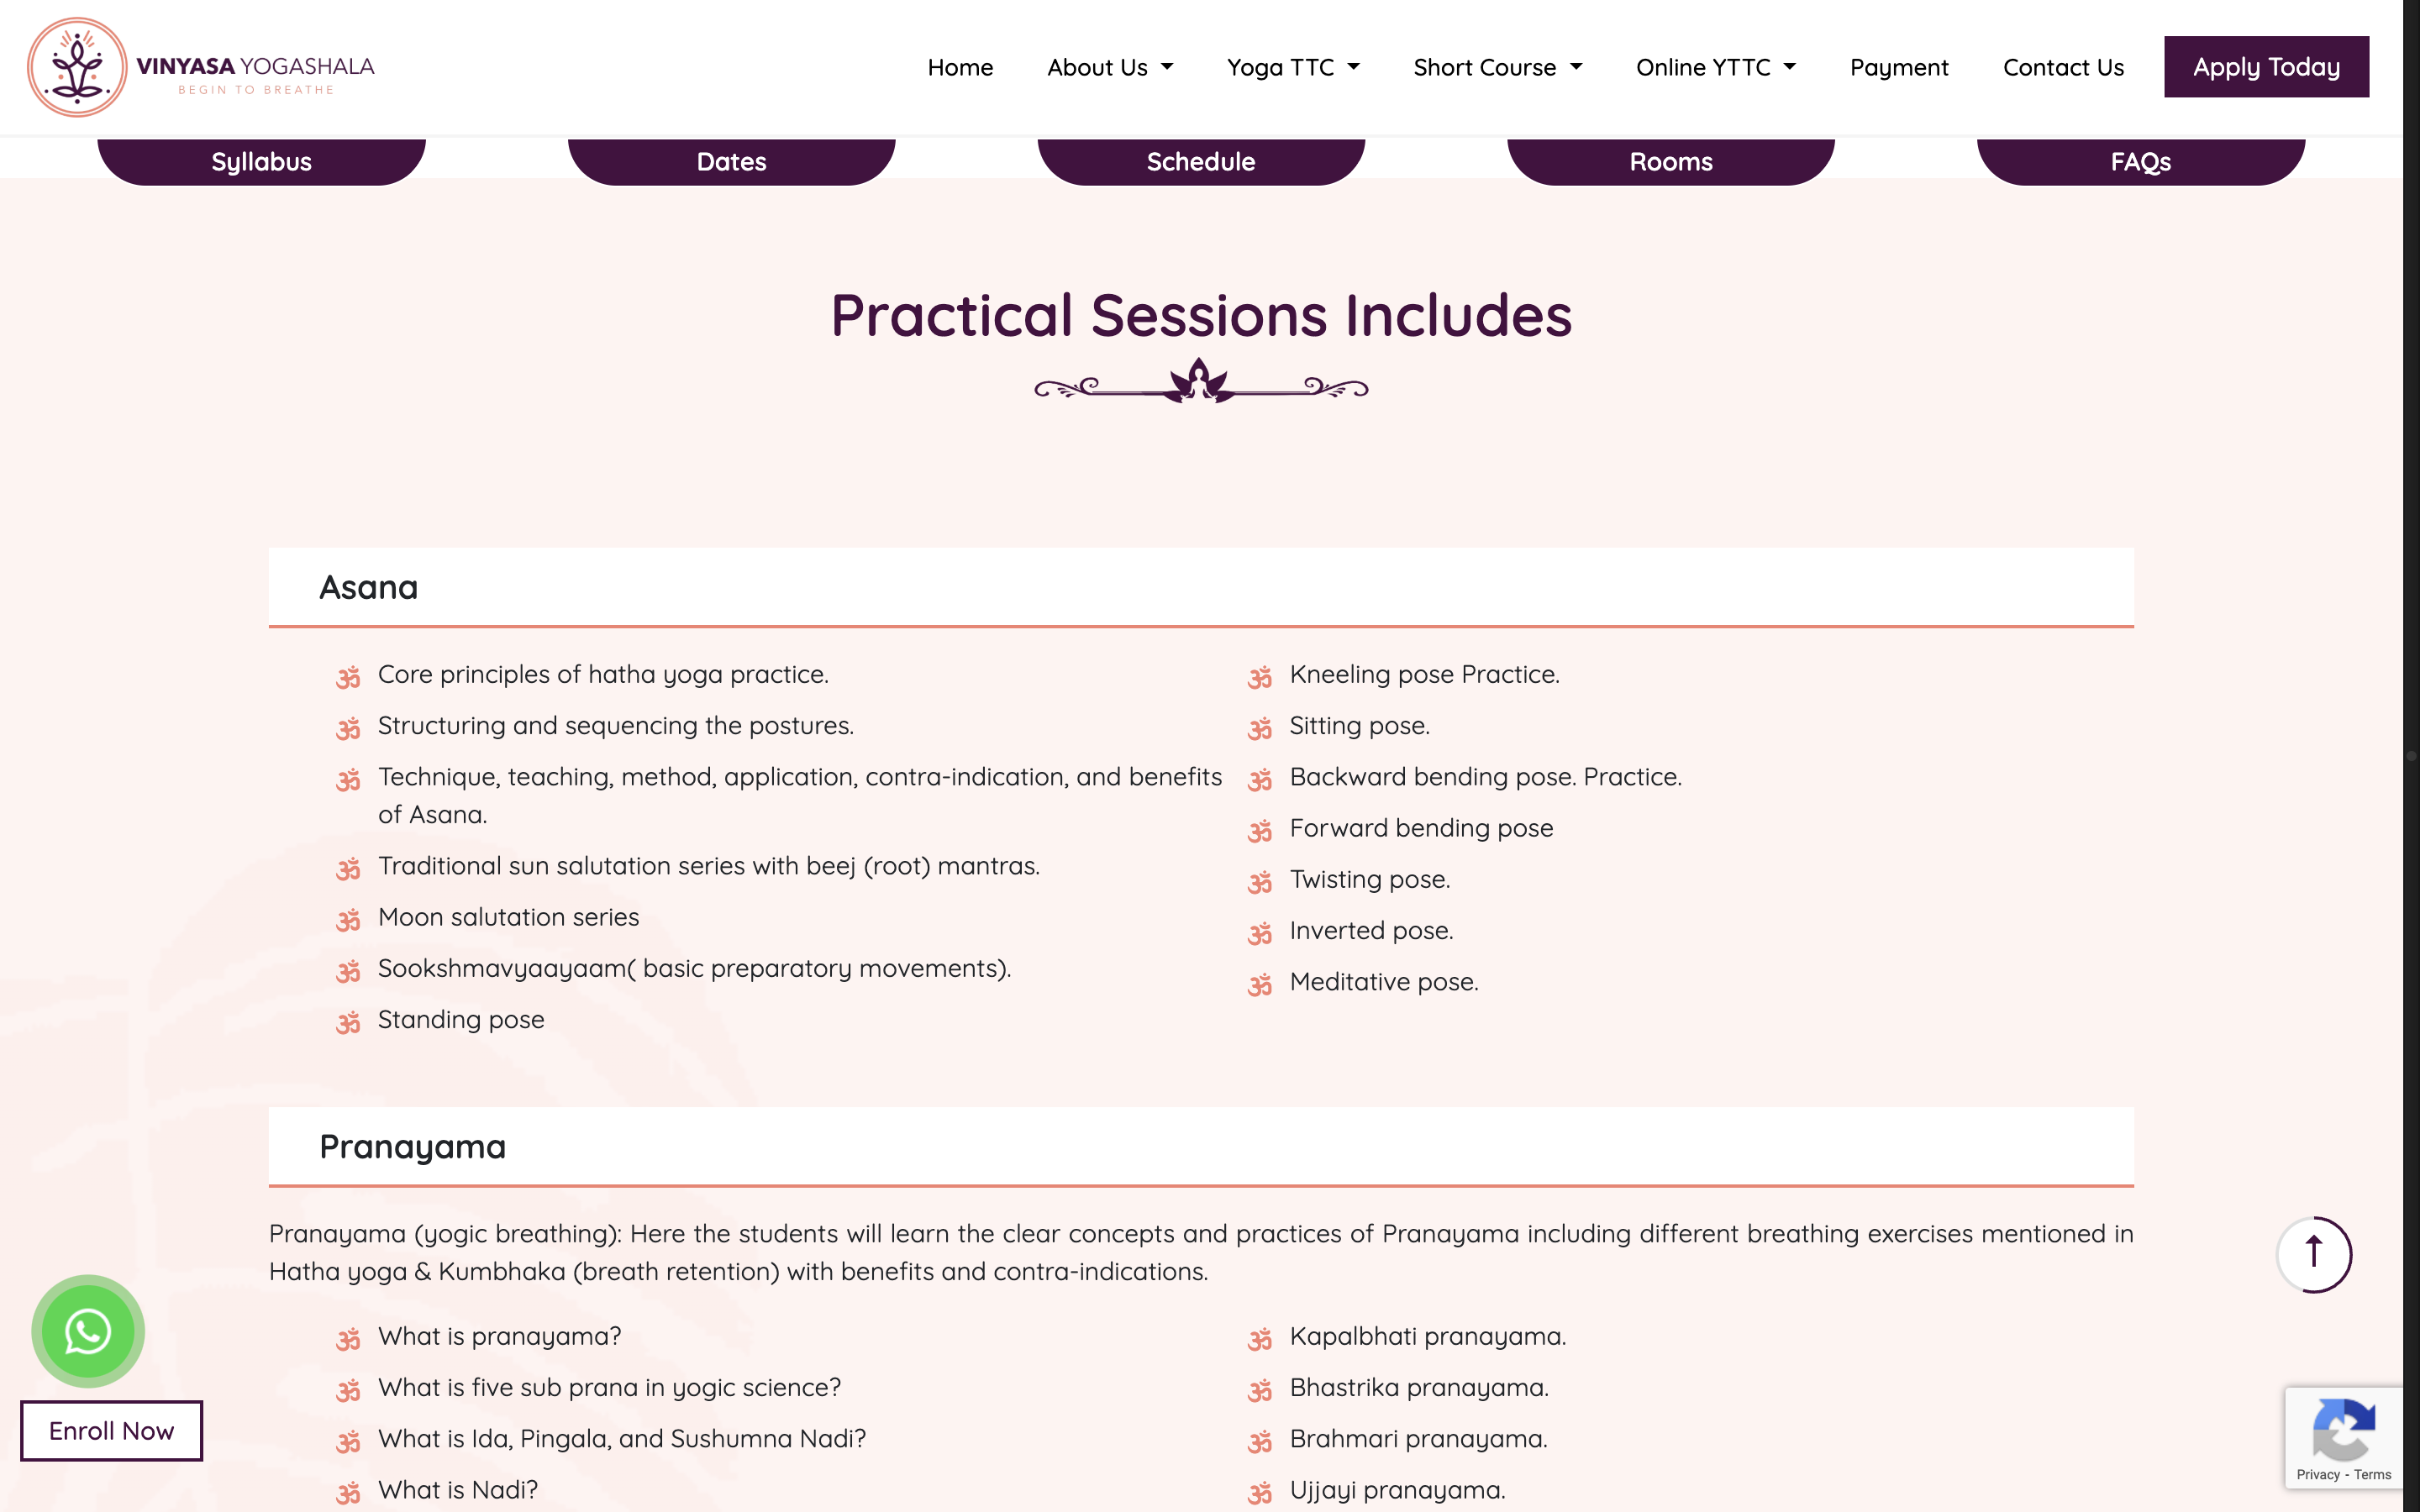 VINYASA YOGASHALA
BEGIN TO BREATHE
Home
About Us
Yoga TTC
Short Course
Online YTTC
Payment
Contact Us
Apply Today
Syllabus
Dates
Schedule
Rooms
FAQs
Practical Sessions Includes
Asana
ॐ Core principles of hatha yoga practice.
ॐ Structuring and sequencing the postures.
ॐ Technique, teaching, method, application, contra-indication, and benefits
of Asana.
ॐ Traditional sun salutation series with beej (root) mantras.
ॐ Moon salutation series
ॐ Sookshmavyaayaam( basic preparatory movements).
ॐ Standing pose
ॐ Kneeling pose Practice.
ॐ Sitting pose.
ॐ Backward bending pose. Practice.
ॐ Forward bending pose
ॐ Twisting pose.
ॐ Inverted pose.
ॐ Meditative pose.
Pranayama
Pranayama (yogic breathing): Here the students will learn the clear concepts and practices of Pranayama including different breathing exercises mentioned in
Hatha yoga & Kumbhaka (breath retention) with benefits and contra-indications.
ॐ What is pranayama?
ॐ What is five sub prana in yogic science?
ॐ What is Ida, Pingala, and Sushumna Nadi?
ॐ What is Nadi?
ॐ Kapalbhati pranayama.
ॐ Bhastrika pranayama.
ॐ Brahmari pranayama.
ॐ Ujjayi pranayama.
Enroll Now
Privacy - Terms